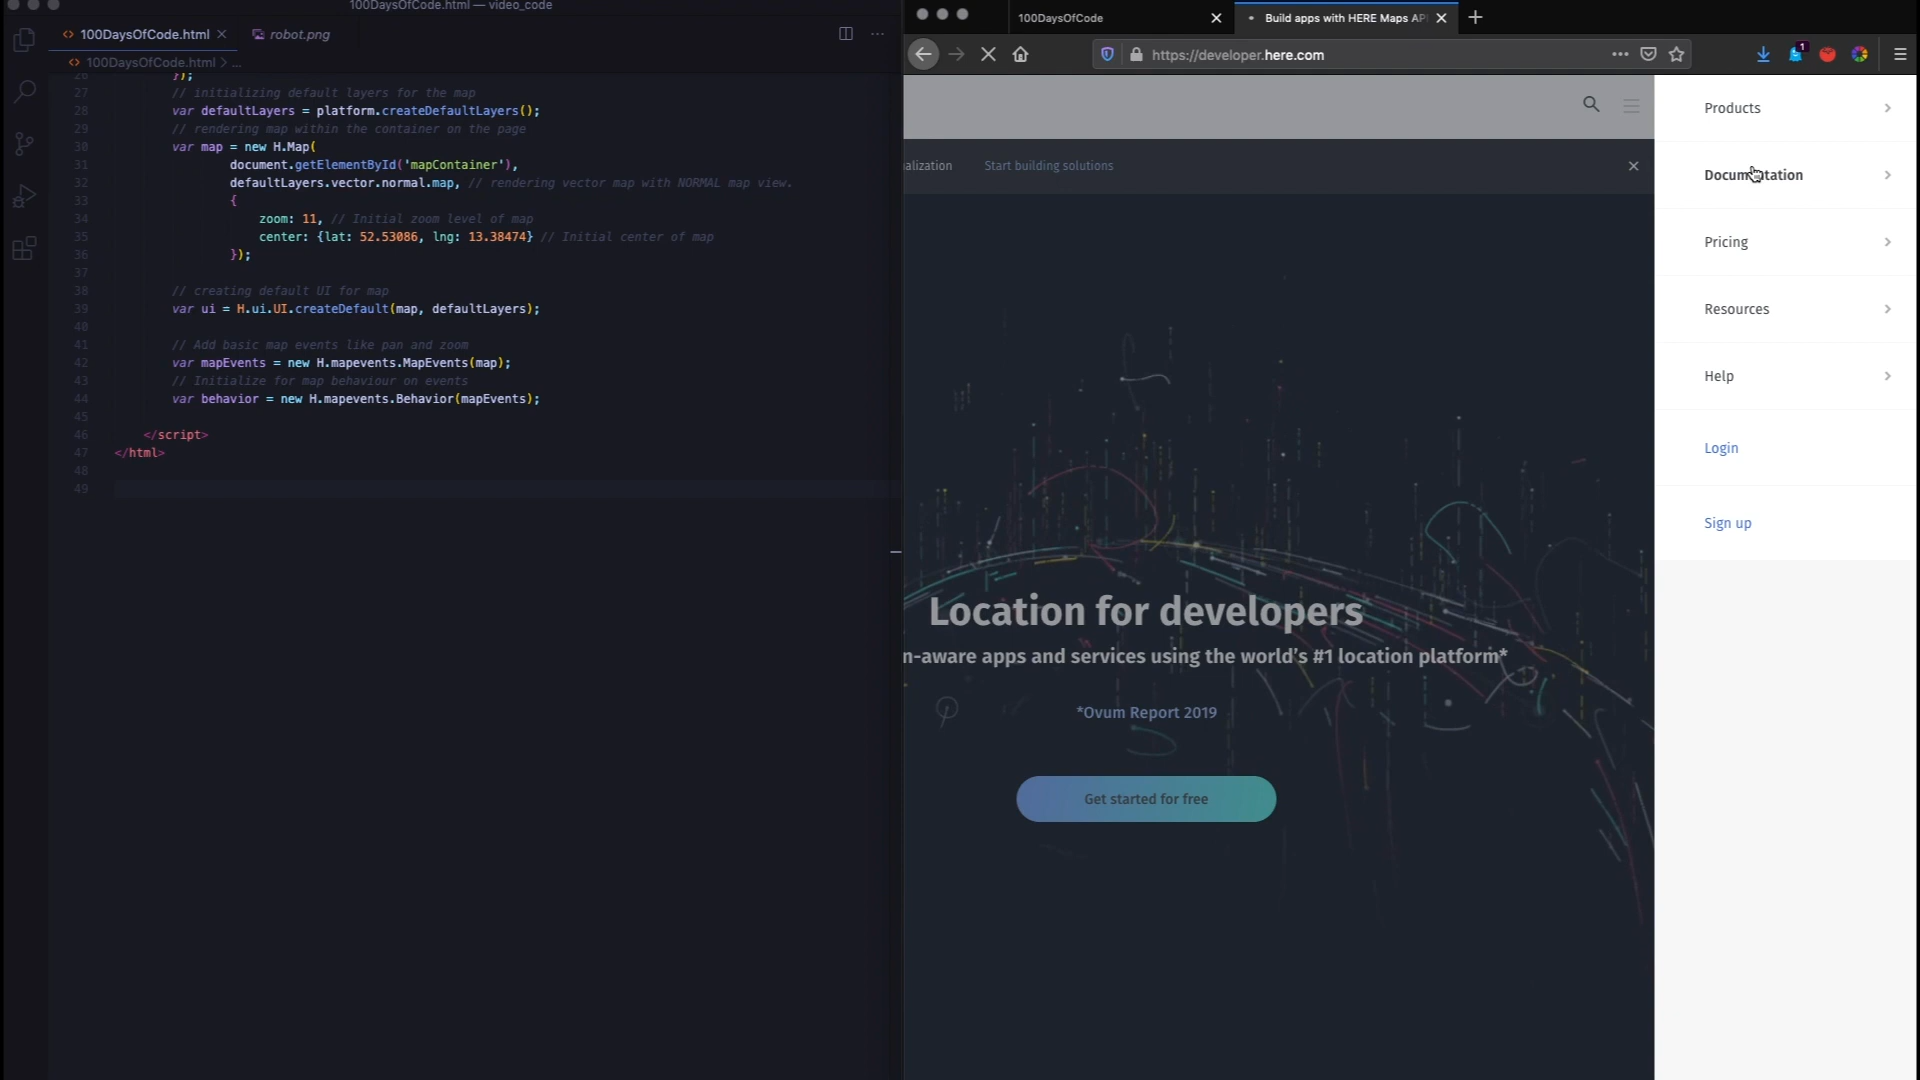 100DaysOfCode.html — video_code
100DaysOfCode.html
robot.png
100DaysOfCode.html > ...
26 });
27 // initializing default layers for the map
28 var defaultLayers = platform.createDefaultLayers();
29 // rendering map within the container on the page
30 var map = new H.Map(
31 document.getElementById('mapContainer'),
32 defaultLayers.vector.normal.map, // rendering vector map with NORMAL map view.
33 {
34 zoom: 11, // Initial zoom level of map
35 center: {lat: 52.53086, lng: 13.38474} // Initial center of map
36 });
37
38 // creating default UI for map
39 var ui = H.ui.UI.createDefault(map, defaultLayers);
40
41 // Add basic map events like pan and zoom
42 var mapEvents = new H.mapevents.MapEvents(map);
43 // Initialize for map behaviour on events
44 var behavior = new H.mapevents.Behavior(mapEvents);
45
46 </script>
47 </html>
48
49
100DaysOfCode
Build apps with HERE Maps AP
https://developer.here.com
1
alization
Start building solutions
Location for developers
n-aware apps and services using the world's #1 location platform*
*Ovum Report 2019
Get started for free
Products
Documentation
Pricing
Resources
Help
Login
Sign up